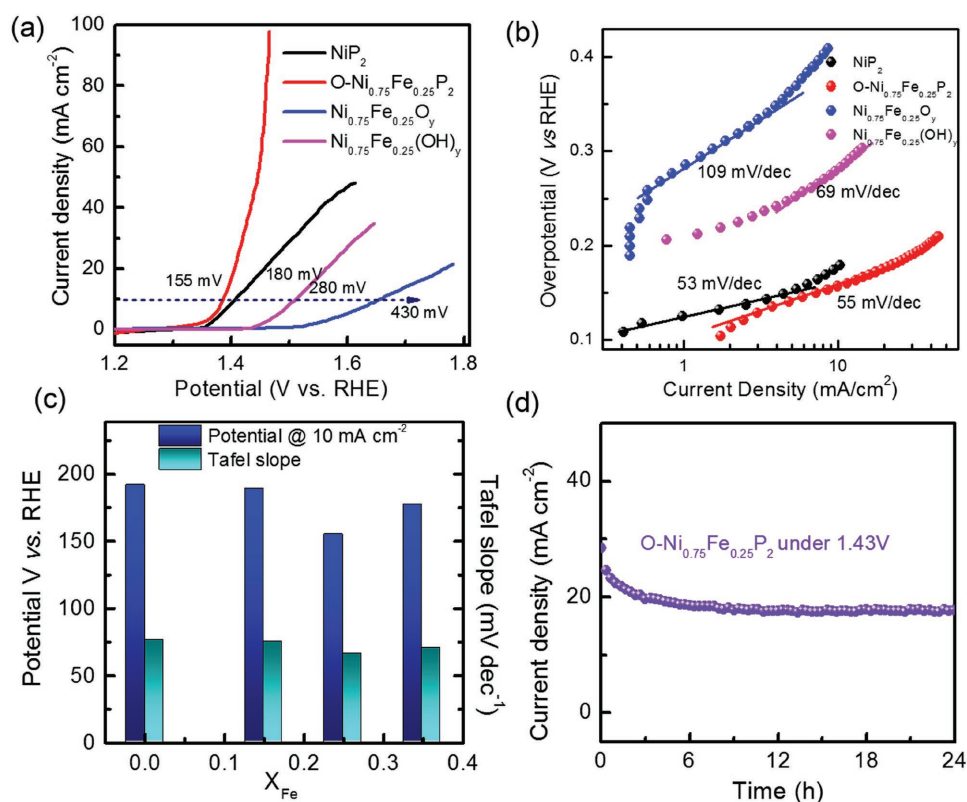 (a)
100
80
60
40
20
0
Current density (mA cm⁻²)
NiP₂
O-Ni₀.₇₅Fe₀.₂₅P₂
Ni₀.₇₅Fe₀.₂₅Oᵧ
Ni₀.₇₅Fe₀.₂₅(OH)ᵧ
155 mV
180 mV
280 mV
430 mV
1.2 1.4 1.6 1.8
Potential (V vs. RHE)
(b)
0.4
0.3
0.2
0.1
Overpotential (V vs RHE)
NiP₂
O-Ni₀.₇₅Fe₀.₂₅P₂
Ni₀.₇₅Fe₀.₂₅Oᵧ
Ni₀.₇₅Fe₀.₂₅(OH)ᵧ
109 mV/dec
69 mV/dec
53 mV/dec
55 mV/dec
1 10
Current Density (mA/cm²)
(c)
Potential @ 10 mA cm⁻²
Tafel slope
200
150
100
50
0
Potential V vs. RHE
Tafel slope (mV dec⁻¹)
0.0 0.1 0.2 0.3 0.4
X_Fe
(d)
40
20
0
Current density (mA cm⁻²)
O-Ni₀.₇₅Fe₀.₂₅P₂ under 1.43V
0 6 12 18 24
Time (h)